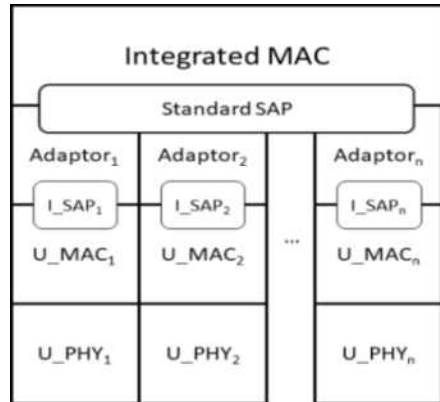 Integrated MAC
Standard SAP
Adaptor₁ Adaptor₂ Adaptorₙ
I_SAP₁ I_SAP₂ I_SAPₙ
...
U_MAC₁ U_MAC₂ U_MACₙ
U_PHY₁ U_PHY₂ U_PHYₙ